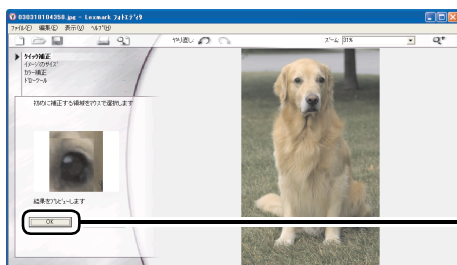 030310104358.jpg - Lexmark フォトエディタ
ファイル(F) 編集(E) 表示(V) ヘルプ(H)
やり直し ズーム: 31%
クイック補正
イメージのサイズ
カラー補正
ドローツール
初めに補正する領域をマウスで選択します
結果をプレビューします
OK